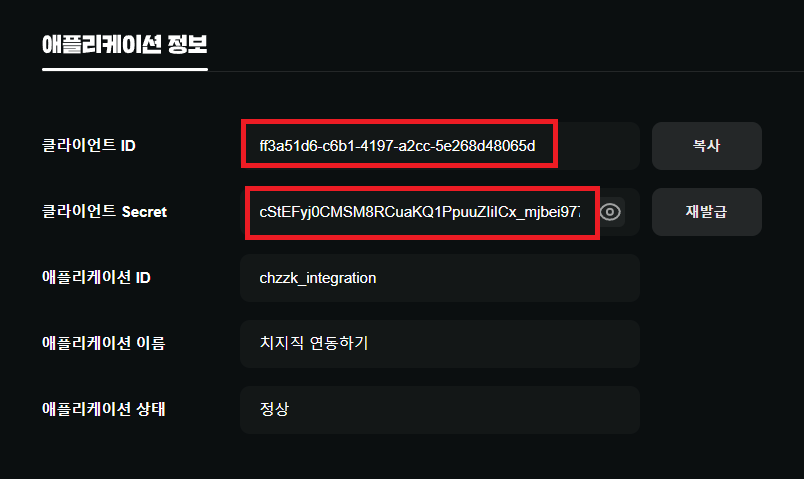 애플리케이션 정보
클라이언트 ID ff3a51d6-c6b1-4197-a2cc-5e268d48065d 복사
클라이언트 Secret cStEFyj0CMSM8RCuaKQ1PpuuZIiICx_mjbei977 재발급
애플리케이션 ID chzzk_integration
애플리케이션 이름 치지직 연동하기
애플리케이션 상태 정상